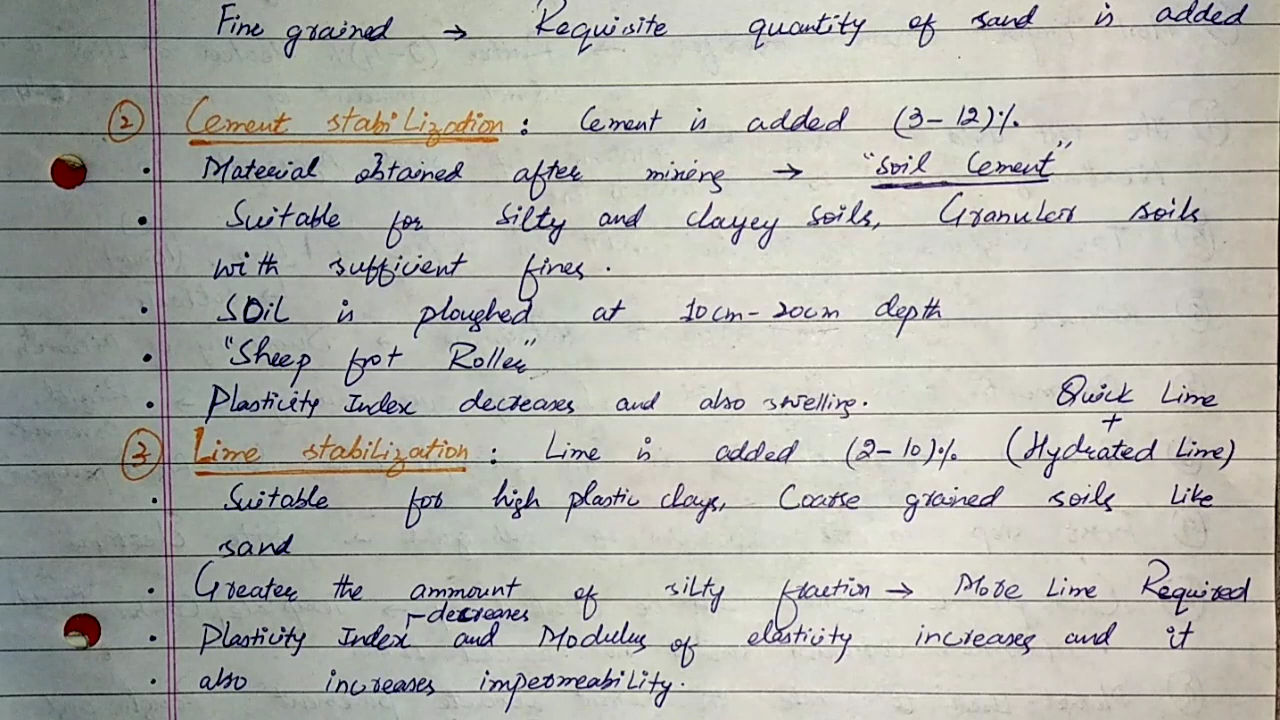 Fine grained → Requisite quantity of sand is added
② Cement stabilization : Cement is added (3-12)%
• Material obtained after mixing → "Soil Cement"
• Suitable for silty and clayey soils, Granular soils
with sufficient fines.
• Soil is ploughed at 10cm-20cm depth
• "Sheep foot Roller"
• Plasticity Index decreases and also swelling.
Quick Lime
+
③ Lime stabilization : Lime is added (2-10)% (Hydrated Lime)
• Suitable for high plastic clays, Coarse grained soils like
sand
• Greater the ammount of silty fraction → More Lime Required
decreases
• Plasticity Index and Modulus of elasticity increases and it
• also increases impermeability.